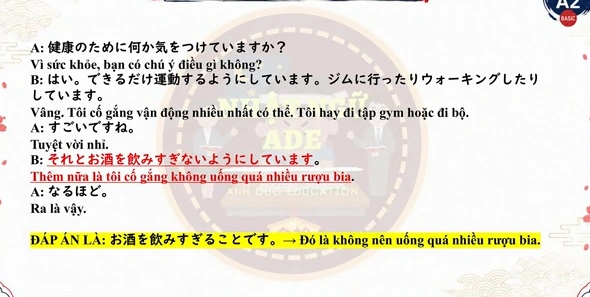 A2
BASIC
A: 健康のために何か気をつけていますか？
Vì sức khỏe, bạn có chú ý điều gì không?
B: はい。できるだけ運動するようにしています。ジムに行ったりウォーキングしたり
しています。
Vâng. Tôi cố gắng vận động nhiều nhất có thể. Tôi hay đi tập gym hoặc đi bộ.
A: すごいですね。
Tuyệt vời nhỉ.
B: それとお酒を飲みすぎないようにしています。
Thêm nữa là tôi cố gắng không uống quá nhiều rượu bia.
A: なるほど。
Ra là vậy.
ĐÁP ÁN LÀ: お酒を飲みすぎることです。→ Đó là không nên uống quá nhiều rượu bia.
NHẬT NGỮ
ADE
ANH DUC EDUCATION